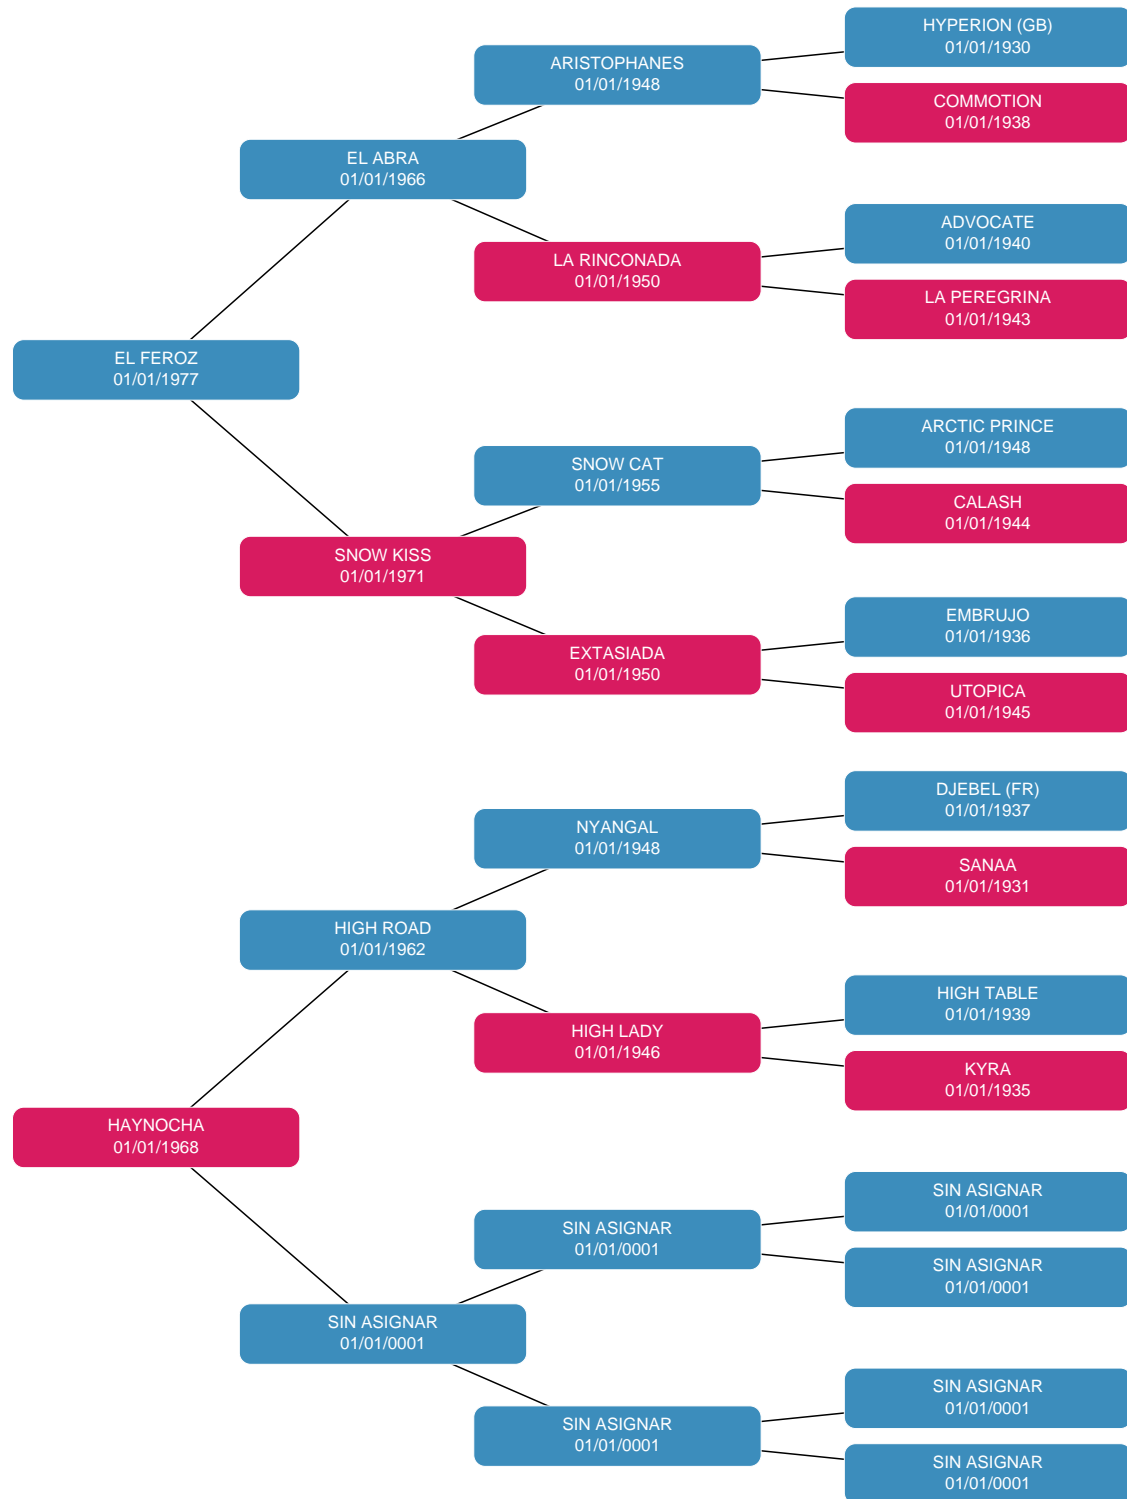 HYPERION (GB)
01/01/1930
ARISTOPHANES
01/01/1948
COMMOTION
01/01/1938
EL ABRA
01/01/1966
ADVOCATE
01/01/1940
LA RINCONADA
01/01/1950
LA PEREGRINA
01/01/1943
EL FEROZ
01/01/1977
ARCTIC PRINCE
01/01/1948
SNOW CAT
01/01/1955
CALASH
01/01/1944
SNOW KISS
01/01/1971
EMBRUJO
01/01/1936
EXTASIADA
01/01/1950
UTOPICA
01/01/1945
DJEBEL (FR)
01/01/1937
NYANGAL
01/01/1948
SANAA
01/01/1931
HIGH ROAD
01/01/1962
HIGH TABLE
01/01/1939
HIGH LADY
01/01/1946
KYRA
01/01/1935
HAYNOCHA
01/01/1968
SIN ASIGNAR
01/01/0001
SIN ASIGNAR
01/01/0001
SIN ASIGNAR
01/01/0001
SIN ASIGNAR
01/01/0001
SIN ASIGNAR
01/01/0001
SIN ASIGNAR
01/01/0001
SIN ASIGNAR
01/01/0001